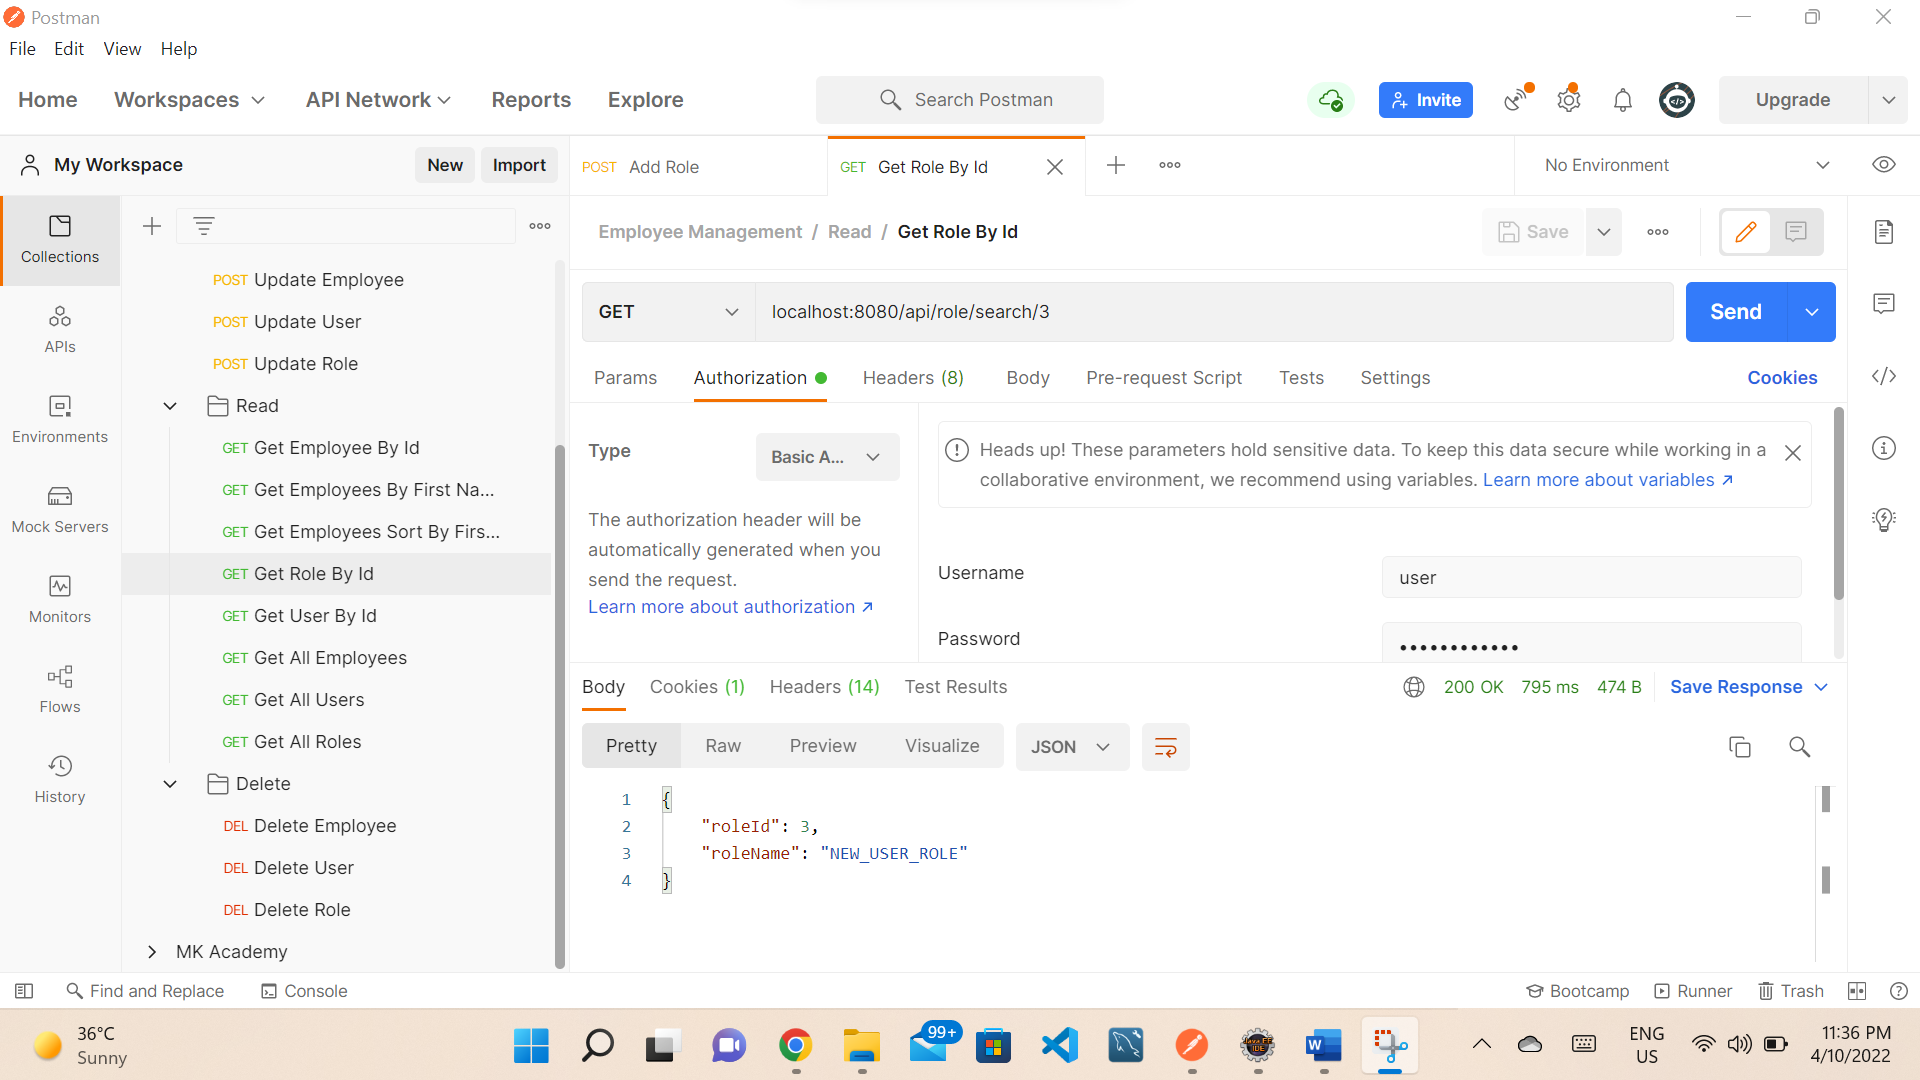 Postman
File Edit View Help
Home Workspaces API Network Reports Explore Search Postman Invite Upgrade
My Workspace New Import POST Add Role GET Get Role By Id No Environment
Employee Management / Read / Get Role By Id Save
Collections
APIs
Environments
Mock Servers
Monitors
Flows
History
POST Update Employee
POST Update User
POST Update Role
Read
GET Get Employee By Id
GET Get Employees By First Na...
GET Get Employees Sort By Firs...
GET Get Role By Id
GET Get User By Id
GET Get All Employees
GET Get All Users
GET Get All Roles
Delete
DEL Delete Employee
DEL Delete User
DEL Delete Role
MK Academy
GET localhost:8080/api/role/search/3 Send
Params Authorization Headers (8) Body Pre-request Script Tests Settings Cookies
Type Basic A...
The authorization header will be
automatically generated when you
send the request.
Learn more about authorization ↗
Heads up! These parameters hold sensitive data. To keep this data secure while working in a
collaborative environment, we recommend using variables. Learn more about variables ↗
Username user
Password ••••••••••••
Body Cookies (1) Headers (14) Test Results 200 OK 795 ms 474 B Save Response
Pretty Raw Preview Visualize JSON
1 {
2 "roleId": 3,
3 "roleName": "NEW_USER_ROLE"
4 }
Find and Replace Console Bootcamp Runner Trash
36°C
Sunny
99+
Java EE
IDE
W
ENG
US
11:36 PM
4/10/2022